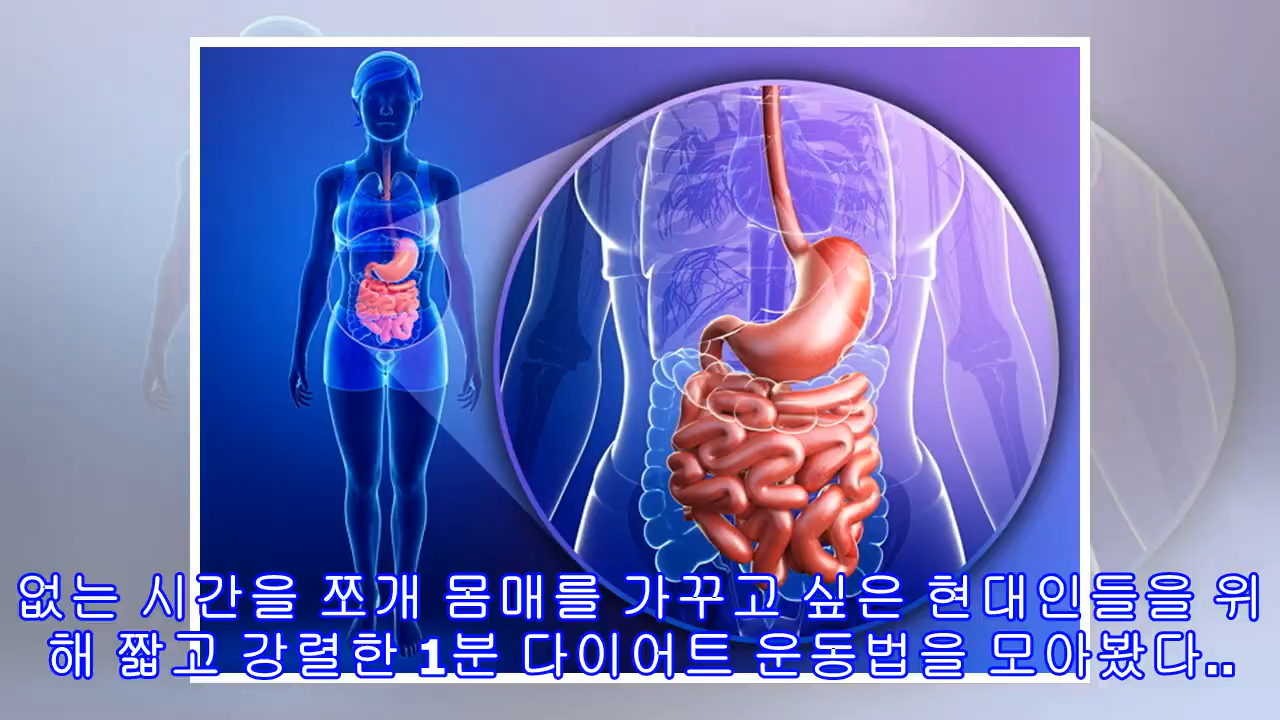 없는 시간을 쪼개 몸매를 가꾸고 싶은 현대인들을 위
해 짧고 강렬한 1분 다이어트 운동법을 모아봤다..